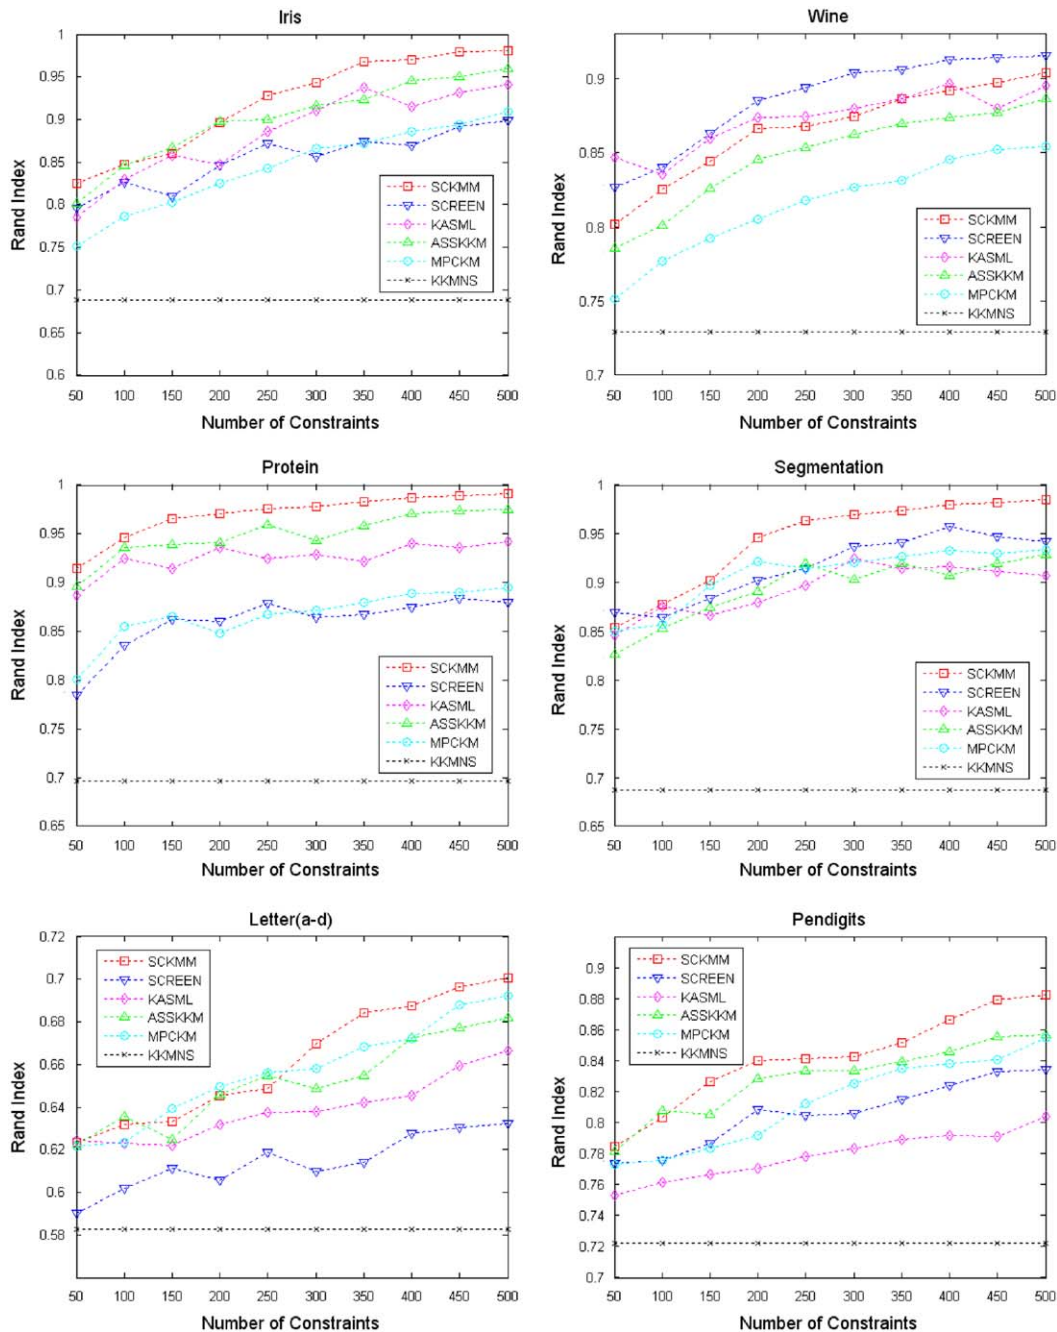 Iris
1
0.95
0.9
0.85
0.8
0.75
0.7
0.65
0.6
Rand Index
SCKMM
SCREEN
KASML
ASSKKM
MPCKM
KKMNS
50 100 150 200 250 300 350 400 450 500
Number of Constraints
Wine
0.9
0.85
0.8
0.75
0.7
Rand Index
SCKMM
SCREEN
KASML
ASSKKM
MPCKM
KKMNS
50 100 150 200 250 300 350 400 450 500
Number of Constraints
Protein
1
0.95
0.9
0.85
0.8
0.75
0.7
0.65
Rand Index
SCKMM
SCREEN
KASML
ASSKKM
MPCKM
KKMNS
50 100 150 200 250 300 350 400 450 500
Number of Constraints
Segmentation
1
0.95
0.9
0.85
0.8
0.75
0.7
0.65
Rand Index
SCKMM
SCREEN
KASML
ASSKKM
MPCKM
KKMNS
50 100 150 200 250 300 350 400 450 500
Number of Constraints
Letter(a-d)
0.72
0.7
0.68
0.66
0.64
0.62
0.6
0.58
Rand Index
SCKMM
SCREEN
KASML
ASSKKM
MPCKM
KKMNS
50 100 150 200 250 300 350 400 450 500
Number of Constraints
Pendigits
0.9
0.88
0.86
0.84
0.82
0.8
0.78
0.76
0.74
0.72
0.7
Rand Index
SCKMM
SCREEN
KASML
ASSKKM
MPCKM
KKMNS
50 100 150 200 250 300 350 400 450 500
Number of Constraints